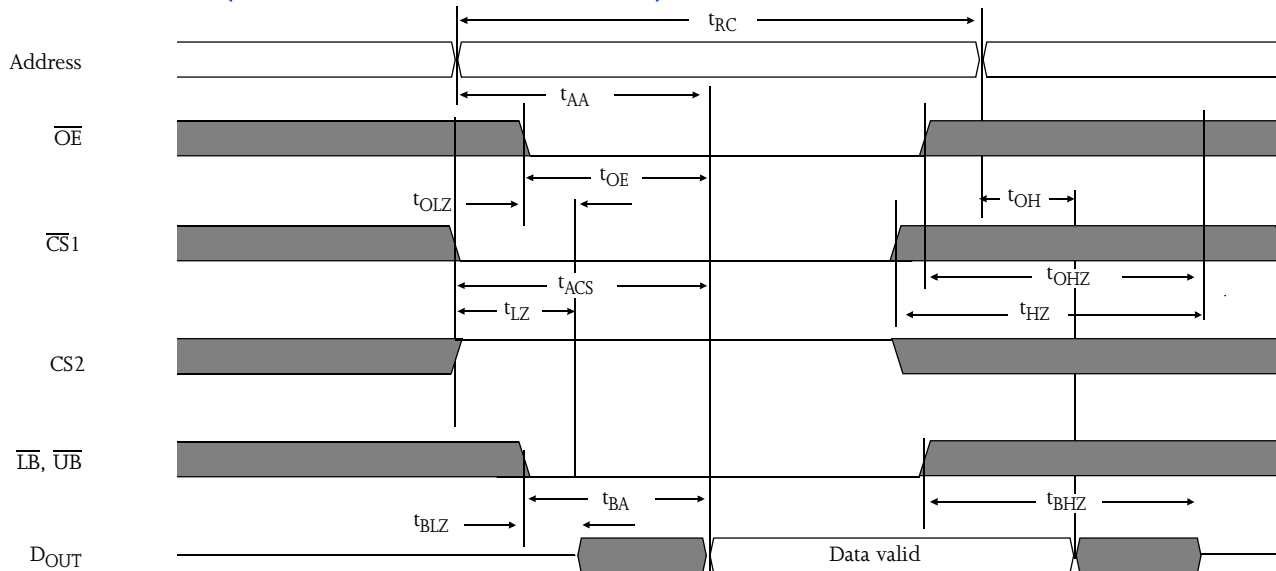 tRC
Address
tAA
OE
tOE
tOLZ
tOH
CS1
tOHZ
tACS
tLZ
tHZ
CS2
LB, UB
tBA
tBHZ
tBLZ
DOUT
Data valid